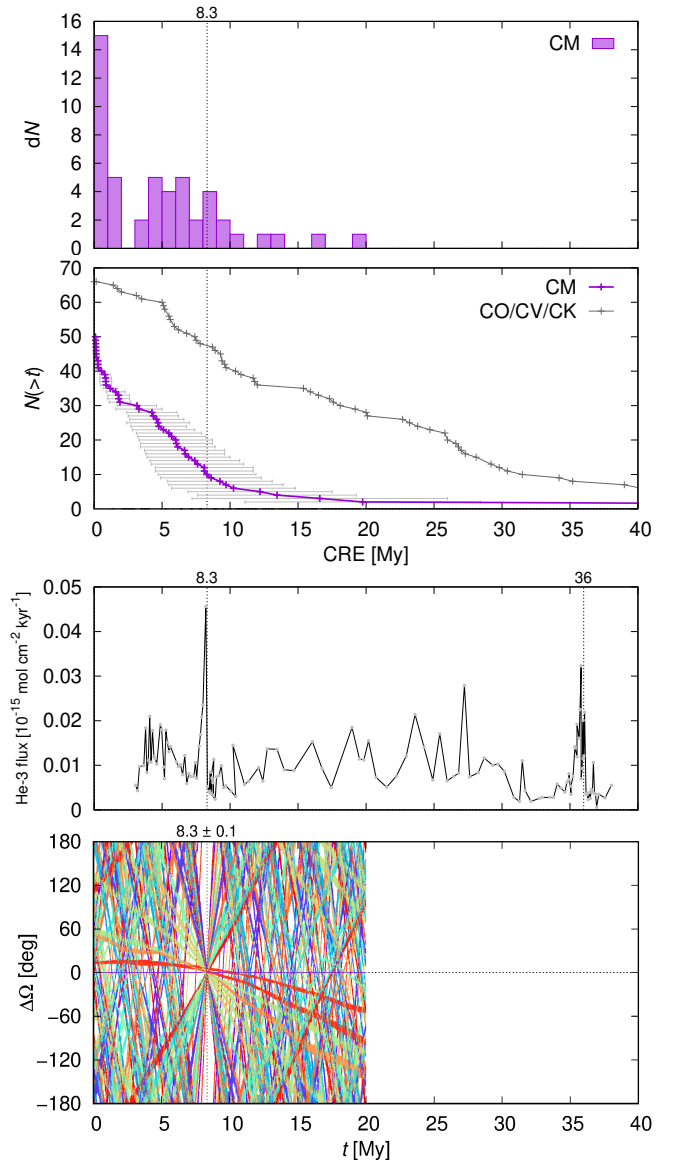 8.3
16
14
12
10
8
6
4
2
0
dN
CM
70
60
50
40
30
20
10
0
N(>t)
CM
CO/CV/CK
0 5 10 15 20 25 30 35 40
CRE [My]
8.3 36
0.05
0.04
0.03
0.02
0.01
0
He-3 flux [10⁻¹⁵ mol cm⁻² kyr⁻¹]
8.3 ± 0.1
180
120
60
0
−60
−120
−180
ΔΩ [deg]
0 5 10 15 20 25 30 35 40
t [My]